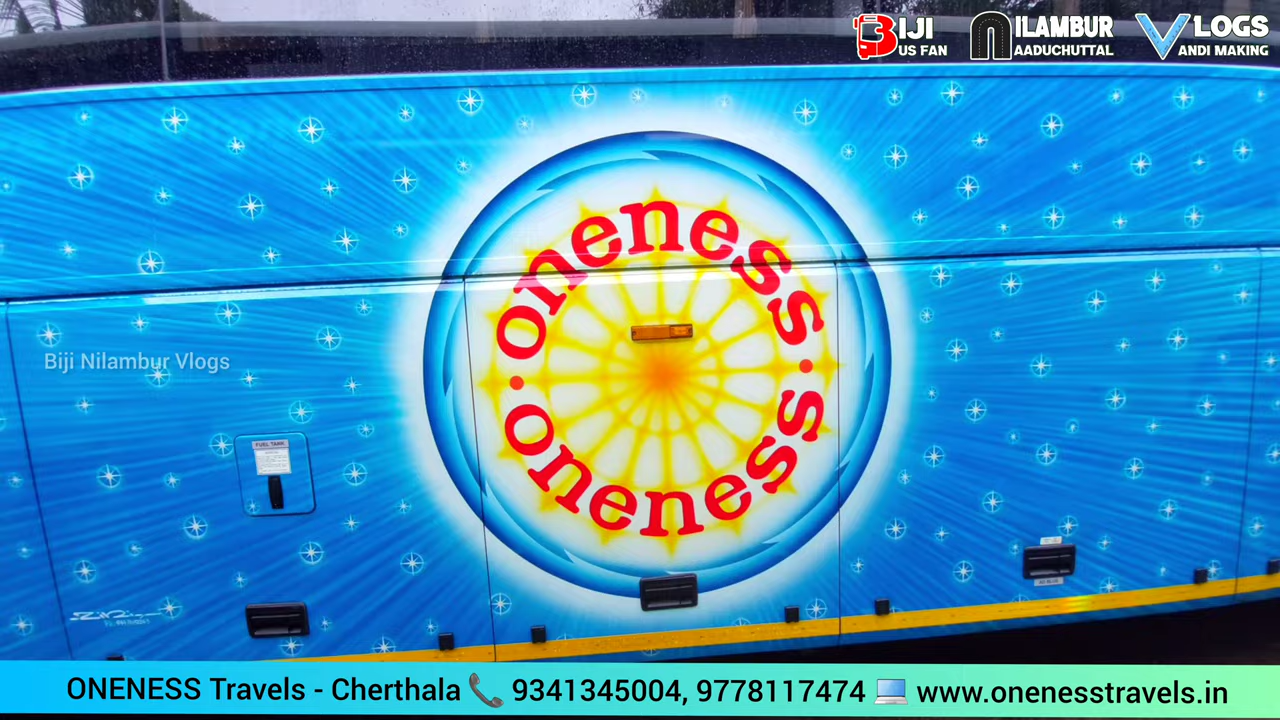 BIJI NILAMBUR VLOGS
BUS FAN NAADUCHUTTAL VANDI MAKING
oneness · oneness ·
Biji Nilambur Vlogs
FUEL TANK
ONENESS Travels - Cherthala 9341345004, 9778117474 www.onenesstravels.in